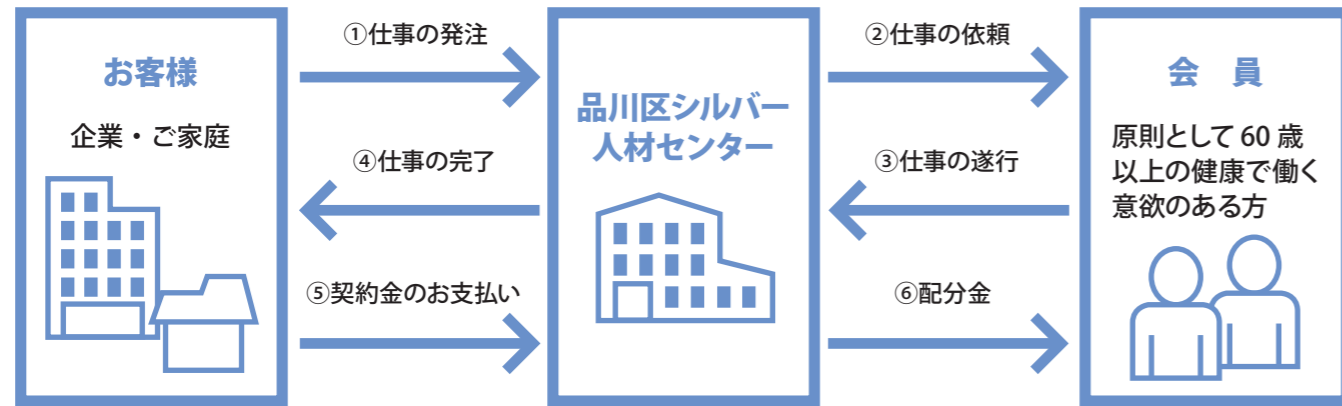 お客様
企業・ご家庭
①仕事の発注
④仕事の完了
⑤契約金のお支払い
品川区シルバー
人材センター
②仕事の依頼
③仕事の遂行
⑥配分金
会　員
原則として 60 歳
以上の健康で働く
意欲のある方